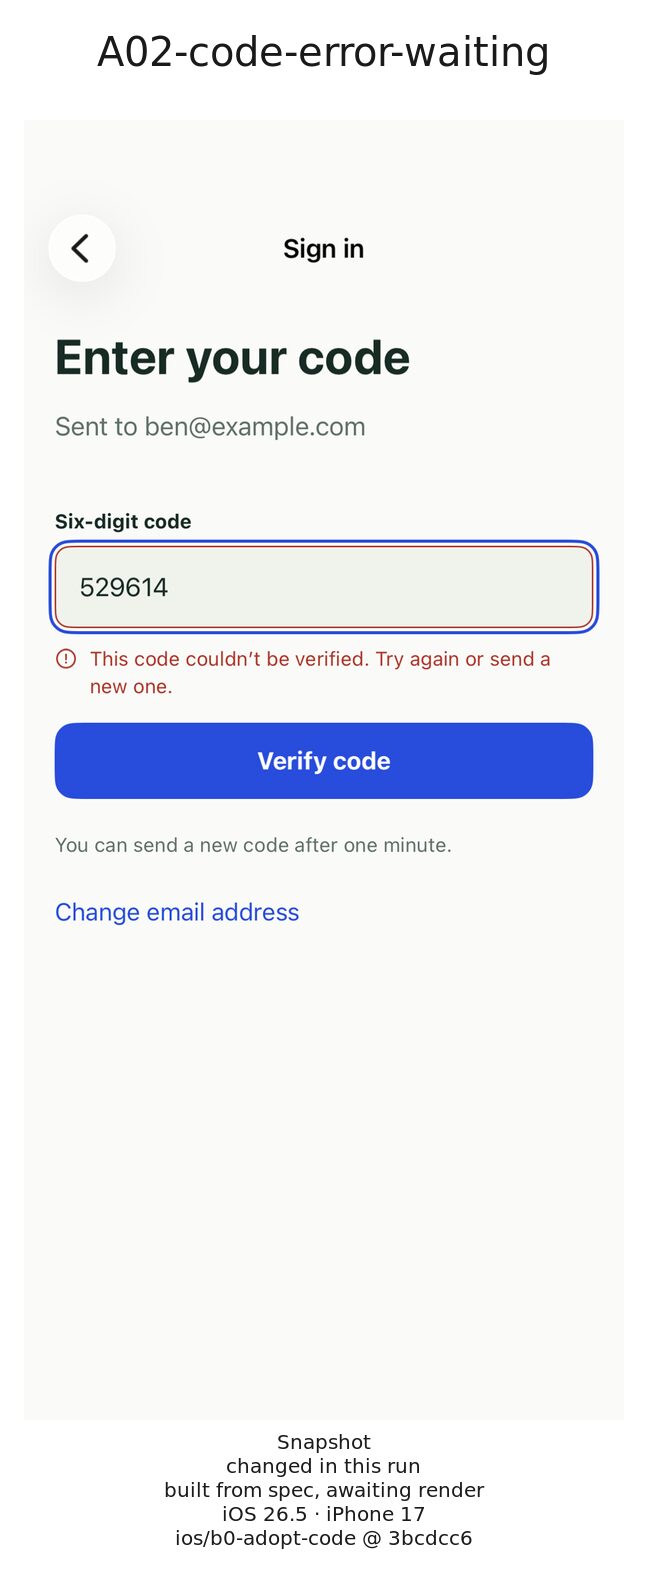 A02-code-error-waiting
Sign in
Enter your code
Sent to ben@example.com
Six-digit code
529614
This code couldn’t be verified. Try again or send a
new one.
Verify code
You can send a new code after one minute.
Change email address
Snapshot
changed in this run
built from spec, awaiting render
iOS 26.5 · iPhone 17
ios/b0-adopt-code @ 3bcdcc6